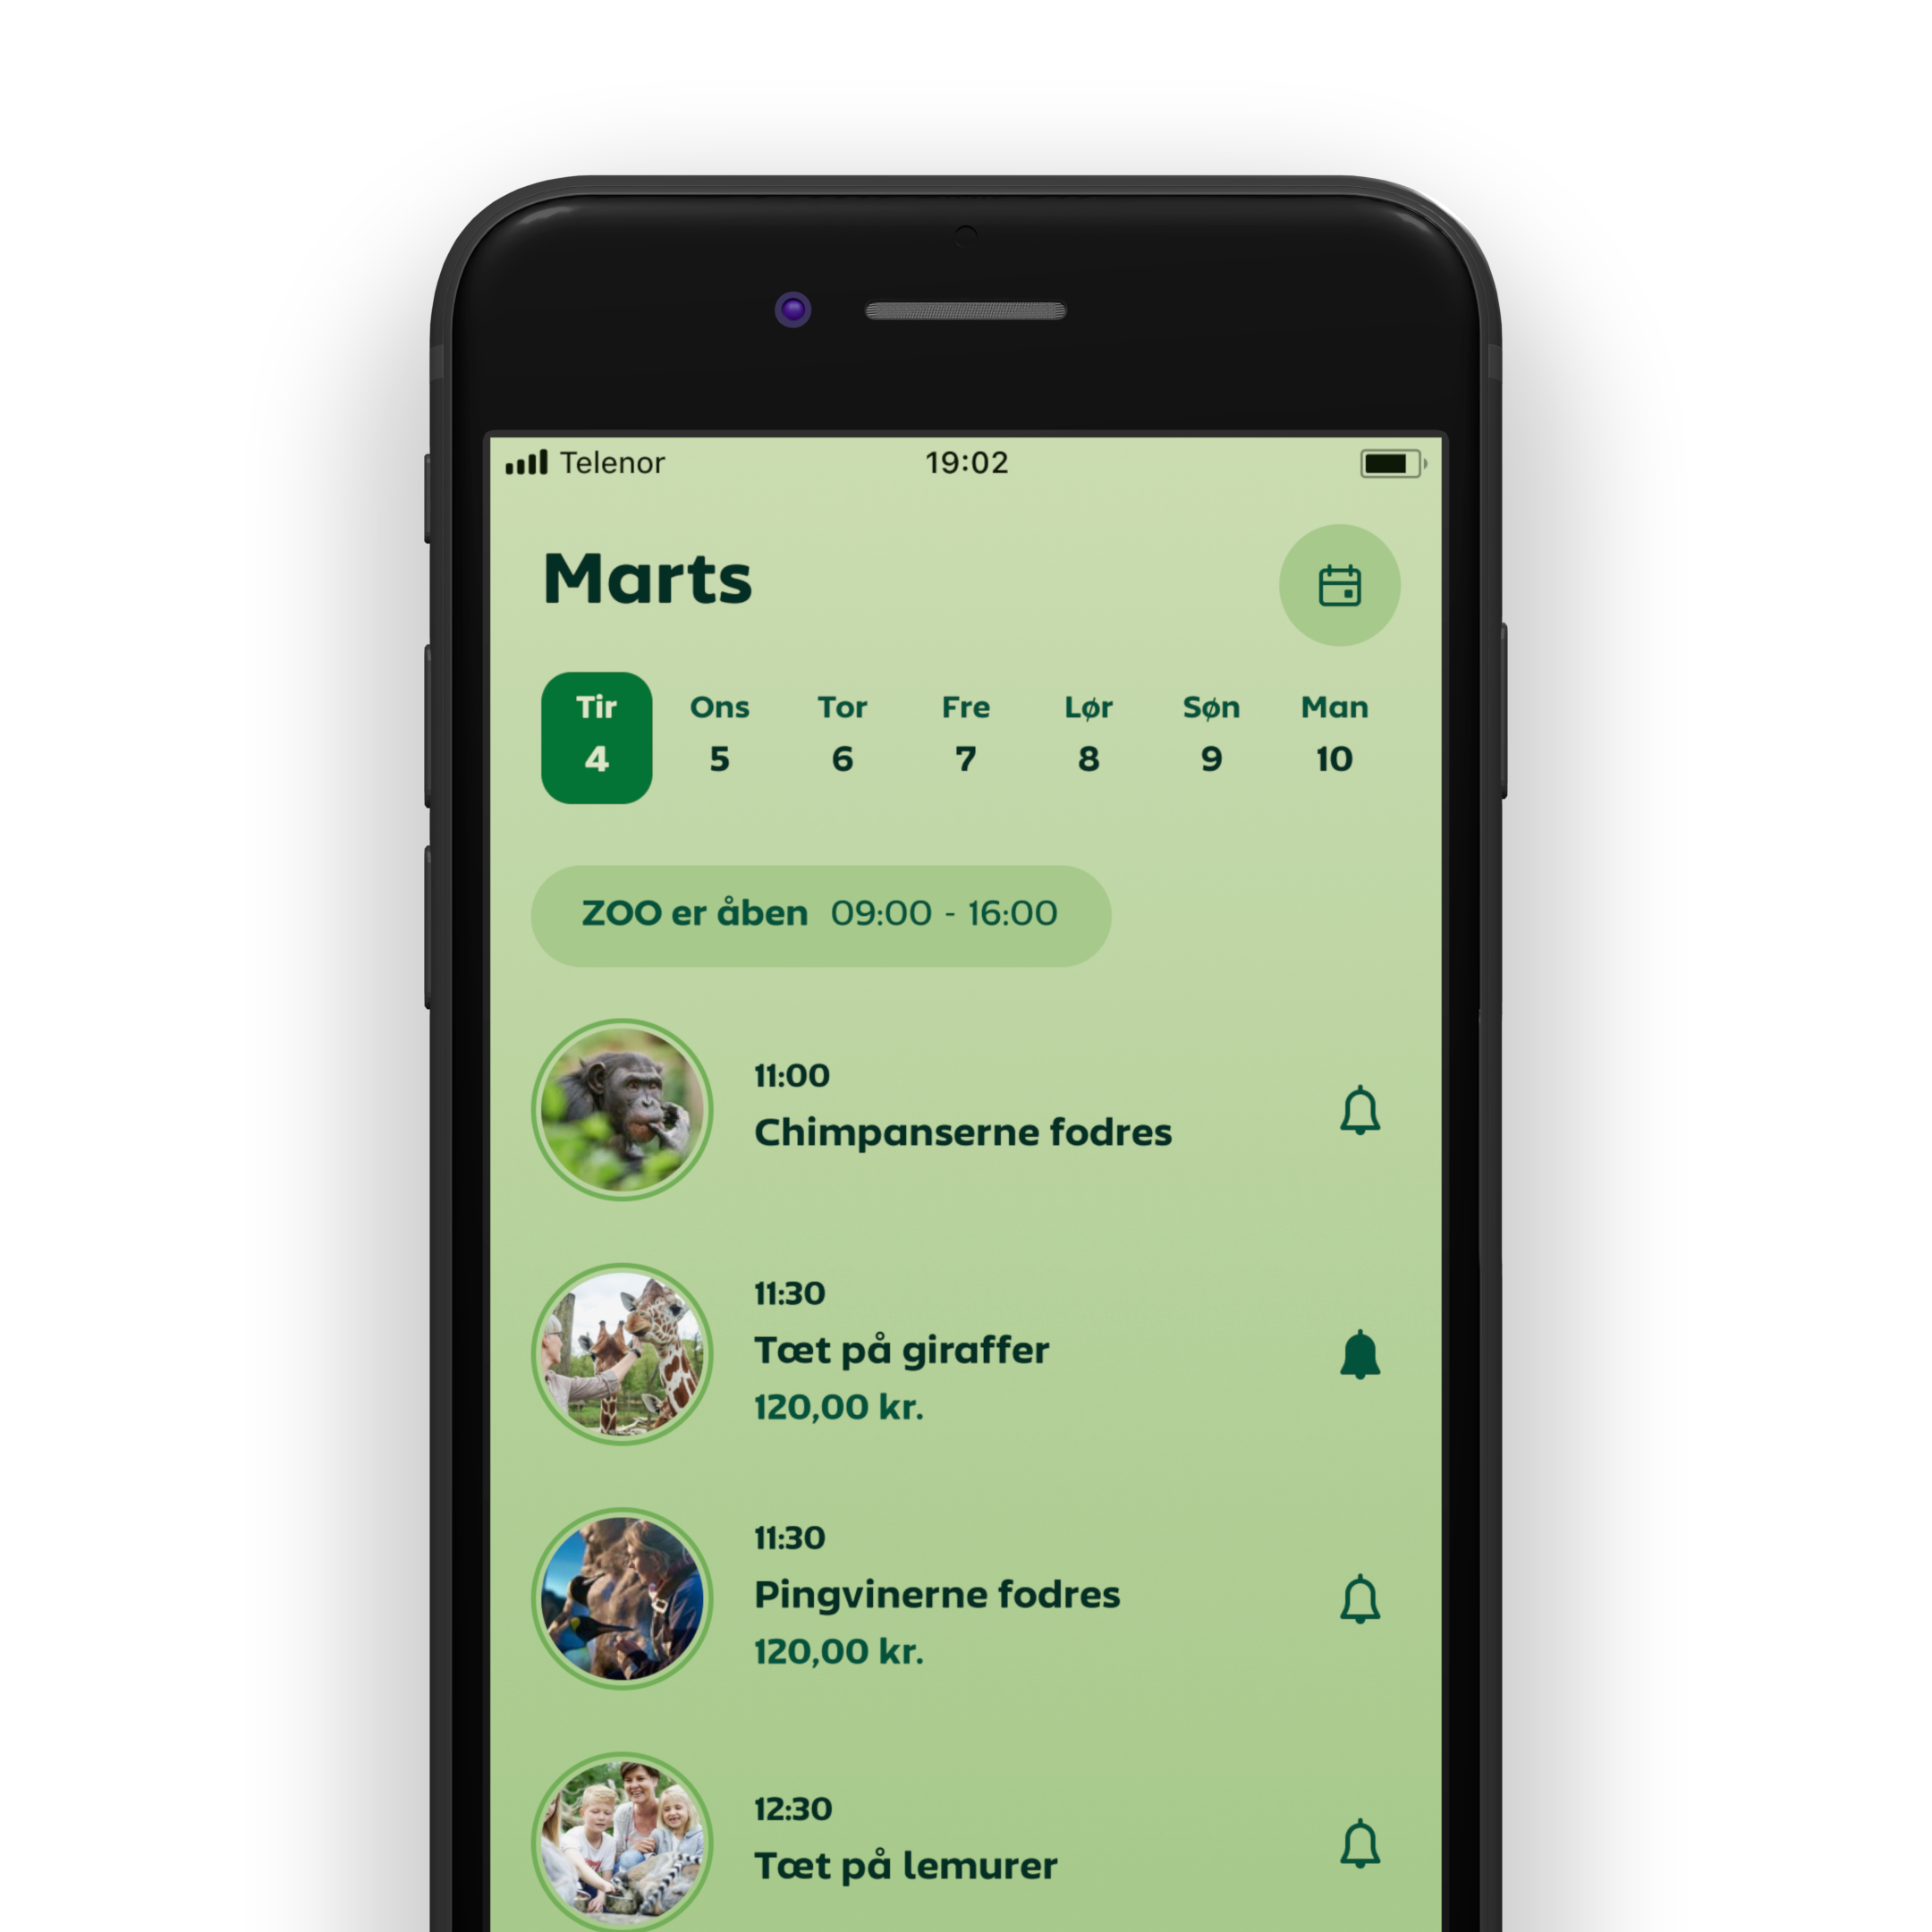 Telenor 19:02
Marts
Tir Ons Tor Fre Lør Søn Man
4 5 6 7 8 9 10
ZOO er åben 09:00 - 16:00
11:00
Chimpanserne fodres
11:30
Tæt på giraffer
120,00 kr.
11:30
Pingvinerne fodres
120,00 kr.
12:30
Tæt på lemurer